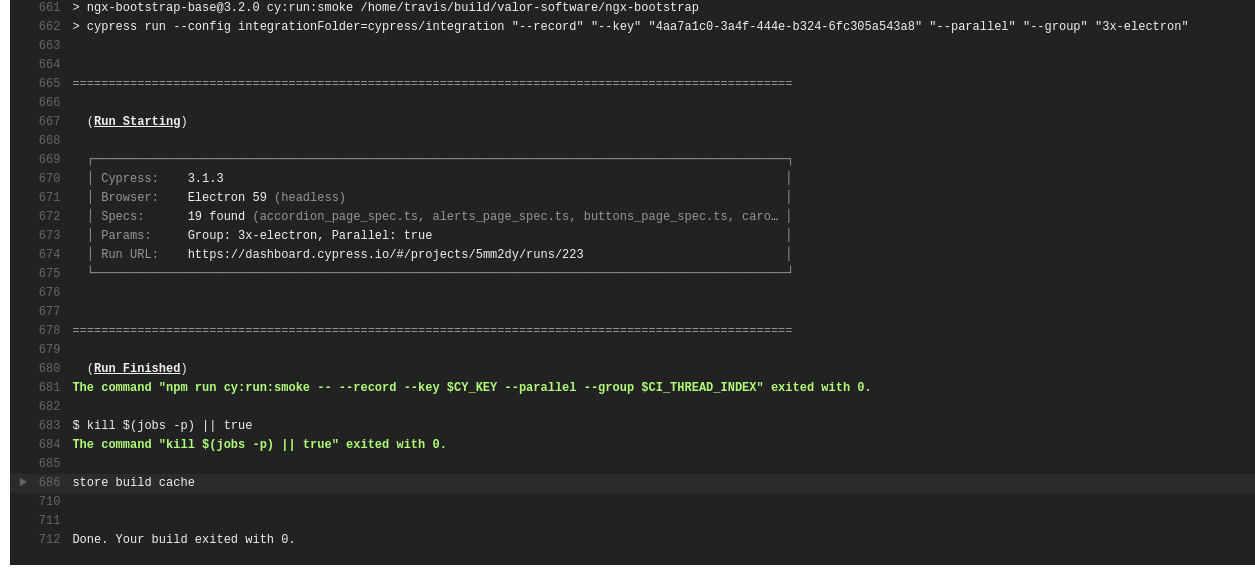 661 > ngx-bootstrap-base@3.2.0 cy:run:smoke /home/travis/build/valor-software/ngx-bootstrap
662 > cypress run --config integrationFolder=cypress/integration "--record" "--key" "4aa7a1c0-3a4f-444e-b324-6fc305a543a8" "--parallel" "--group" "3x-electron"
663
664
665 ====================================================================================================
666
667 (Run Starting)
668
669 ┌────────────────────────────────────────────────────────────────────────────────────────────────┐
670 │ Cypress: 3.1.3 │
671 │ Browser: Electron 59 (headless) │
672 │ Specs: 19 found (accordion_page_spec.ts, alerts_page_spec.ts, buttons_page_spec.ts, caro… │
673 │ Params: Group: 3x-electron, Parallel: true │
674 │ Run URL: https://dashboard.cypress.io/#/projects/5mm2dy/runs/223 │
675 └────────────────────────────────────────────────────────────────────────────────────────────────┘
676
677
678 ====================================================================================================
679
680 (Run Finished)
681 The command "npm run cy:run:smoke -- --record --key $CY_KEY --parallel --group $CI_THREAD_INDEX" exited with 0.
682
683 $ kill $(jobs -p) || true
684 The command "kill $(jobs -p) || true" exited with 0.
685
686 store build cache
710
711
712 Done. Your build exited with 0.